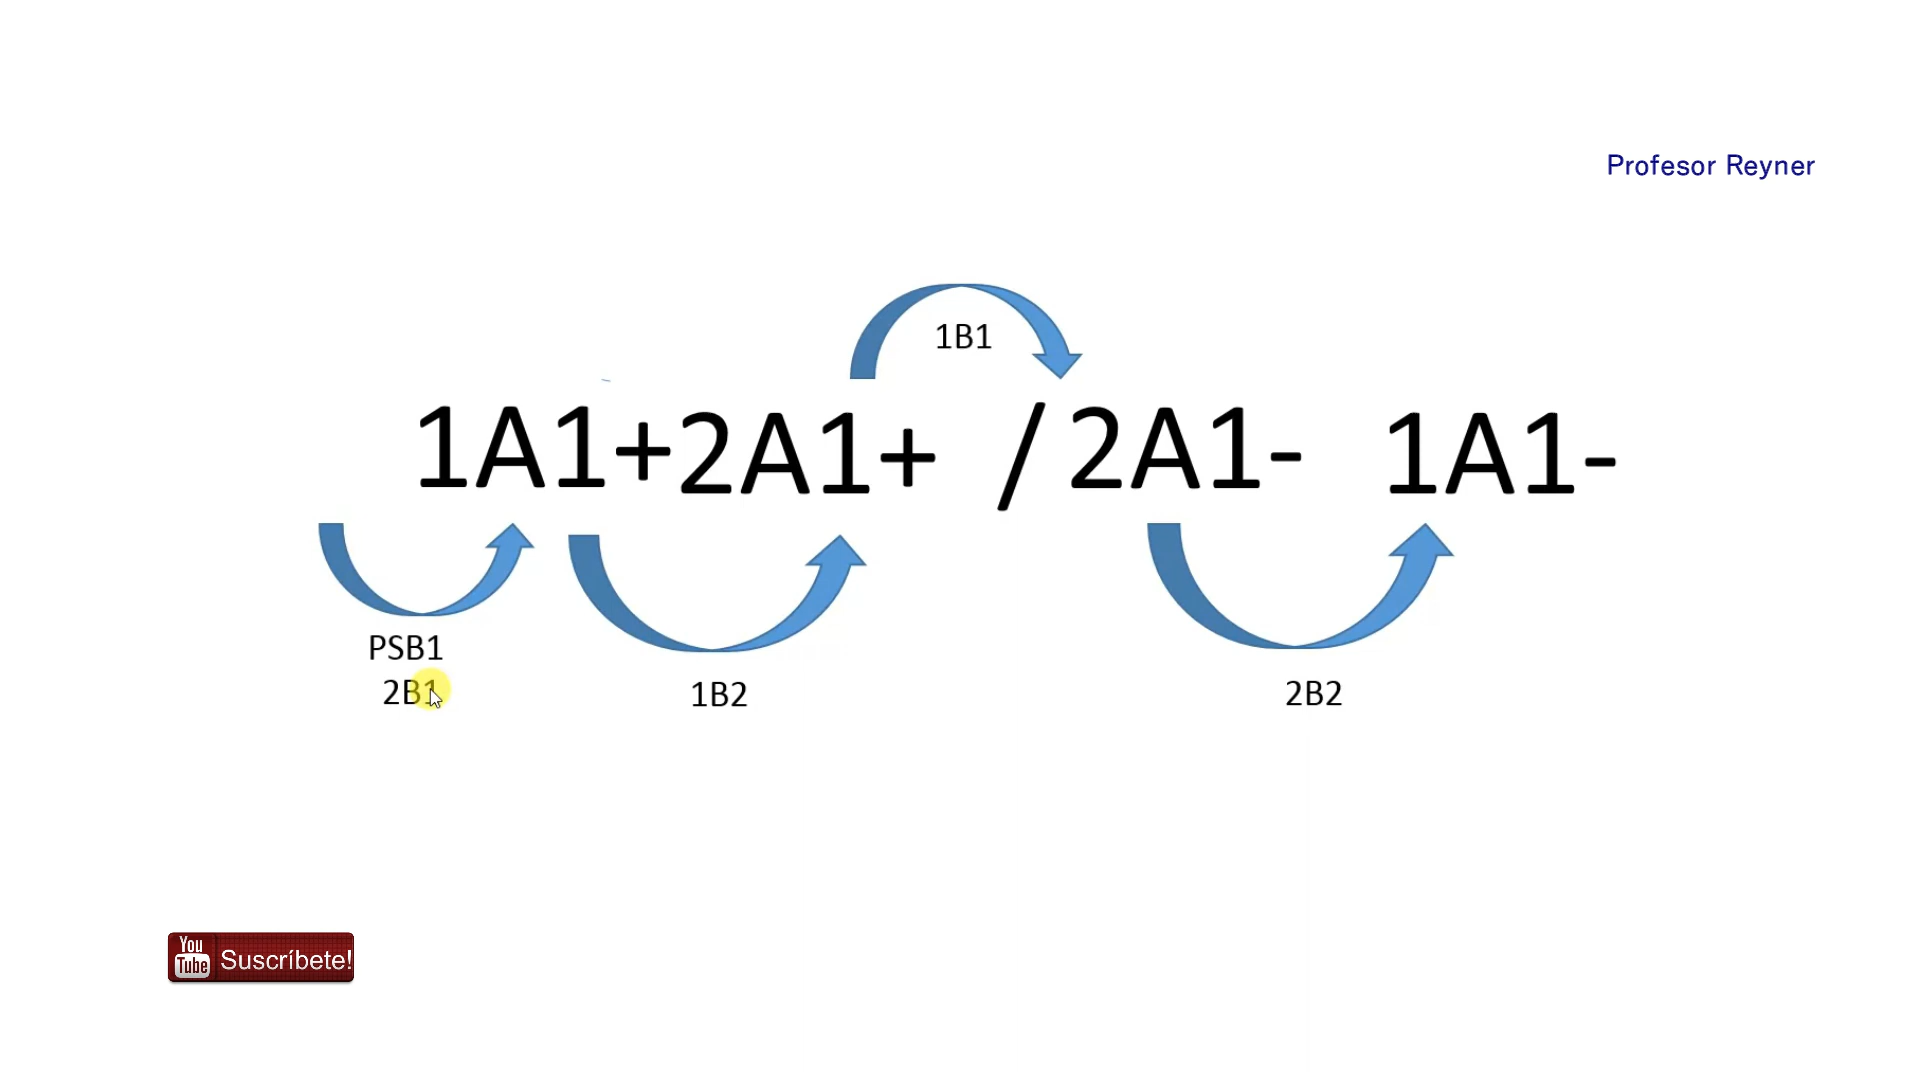 Profesor Reyner
1B1
1A1+2A1+ / 2A1- 1A1-
PSB1
2B1
1B2
2B2
You
Tube
Suscríbete!